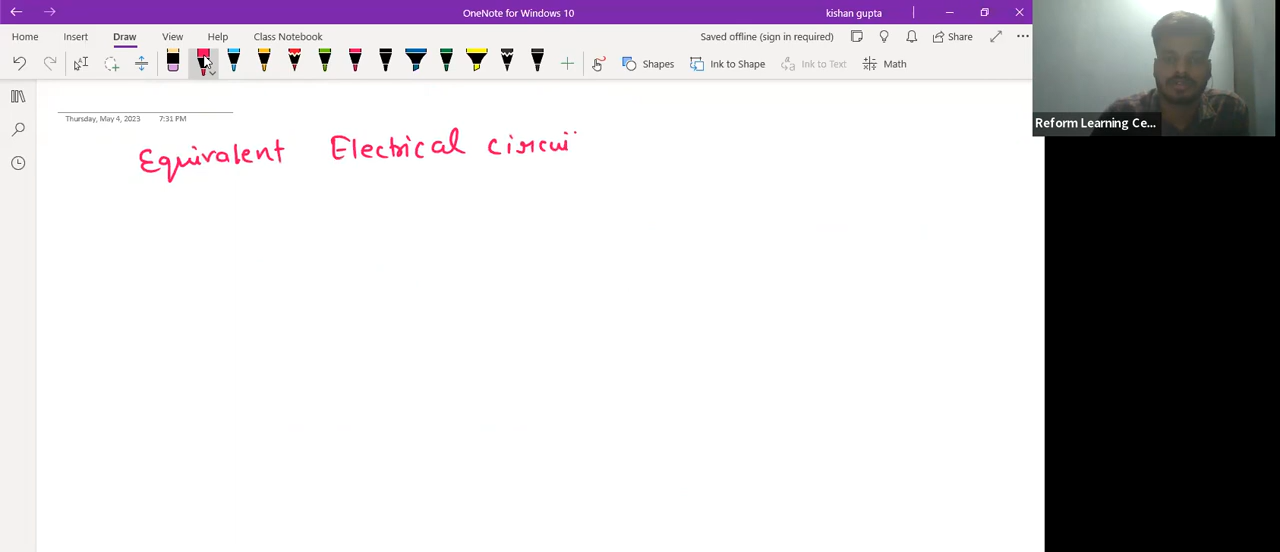 OneNote for Windows 10
kishan gupta
Home Insert Draw View Help Class Notebook
Saved offline (sign in required)
Share
Shapes
Ink to Shape
Ink to Text
Math
Reform Learning Ce...
Thursday, May 4, 2023 7:31 PM
Equivalent Electrical circui